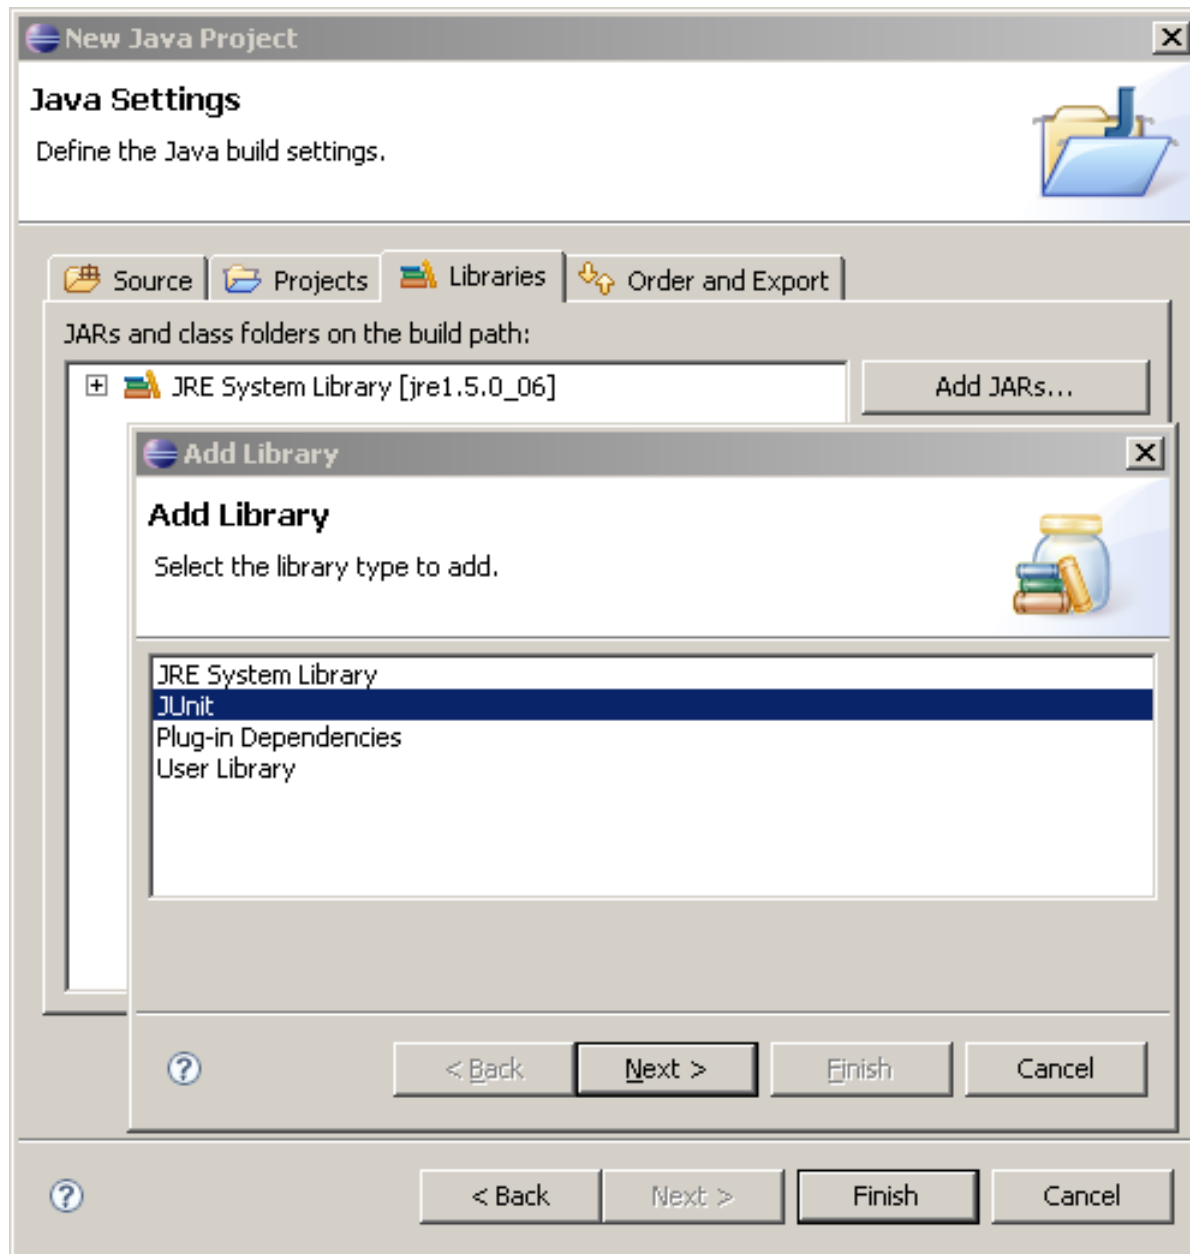 New Java Project
Java Settings
Define the Java build settings.
Source Projects Libraries Order and Export
JARs and class folders on the build path:
JRE System Library [jre1.5.0_06] Add JARs...
Add Library
Add Library
Select the library type to add.
JRE System Library
JUnit
Plug-in Dependencies
User Library
? < Back Next > Finish Cancel
? < Back Next > Finish Cancel